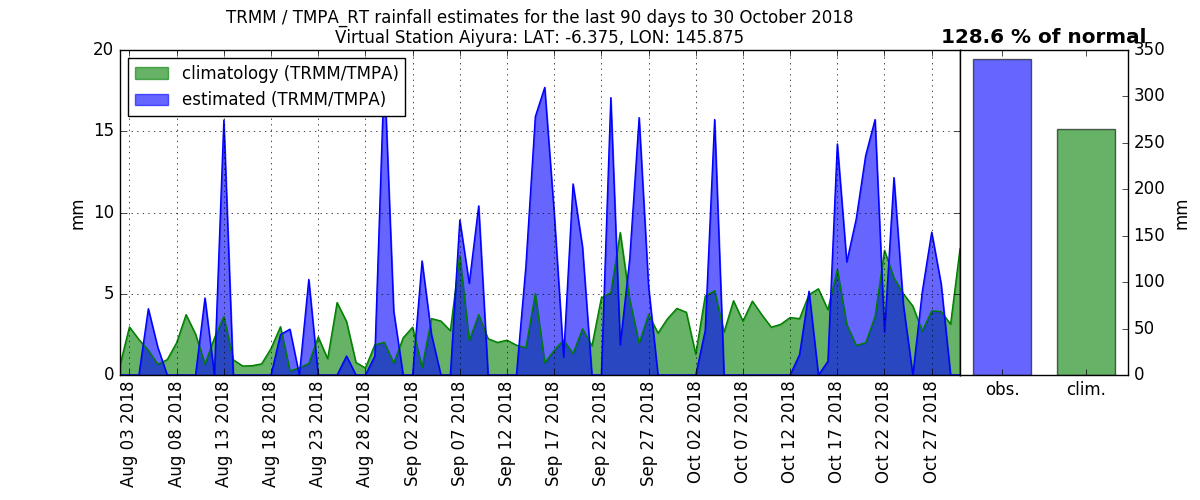 TRMM / TMPA_RT rainfall estimates for the last 90 days to 30 October 2018
Virtual Station Aiyura: LAT: -6.375, LON: 145.875
128.6 % of normal
climatology (TRMM/TMPA)
estimated (TRMM/TMPA)
20
15
10
5
0
mm
Aug 03 2018
Aug 08 2018
Aug 13 2018
Aug 18 2018
Aug 23 2018
Aug 28 2018
Sep 02 2018
Sep 07 2018
Sep 12 2018
Sep 17 2018
Sep 22 2018
Sep 27 2018
Oct 02 2018
Oct 07 2018
Oct 12 2018
Oct 17 2018
Oct 22 2018
Oct 27 2018
350
300
250
200
150
100
50
0
mm
obs.
clim.